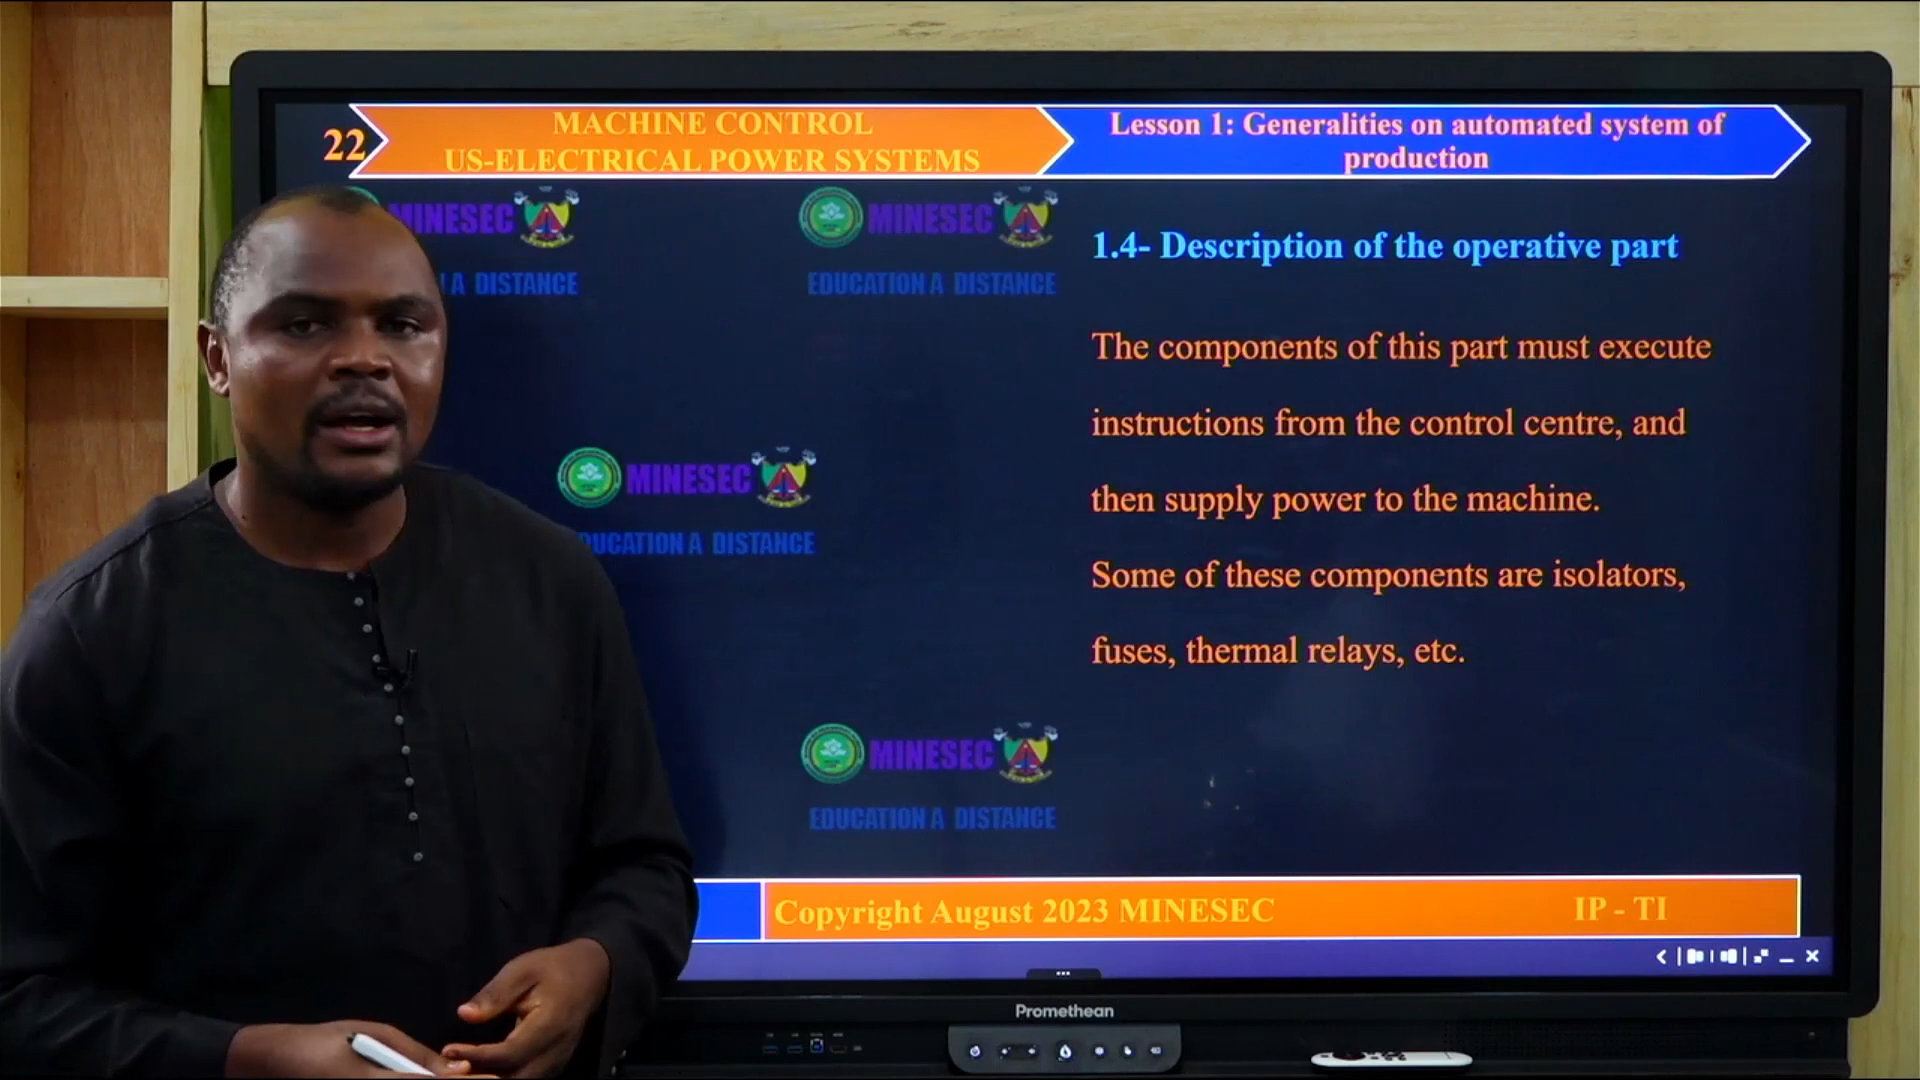 22
MACHINE CONTROL
US-ELECTRICAL POWER SYSTEMS
Lesson 1: Generalities on automated system of
production
MINESEC
A DISTANCE
MINESEC
EDUCATION A DISTANCE
1.4- Description of the operative part
The components of this part must execute
instructions from the control centre, and
then supply power to the machine.
Some of these components are isolators,
fuses, thermal relays, etc.
MINESEC
DUCATION A DISTANCE
MINESEC
EDUCATION A DISTANCE
Copyright August 2023 MINESEC
IP - TI
Promethean